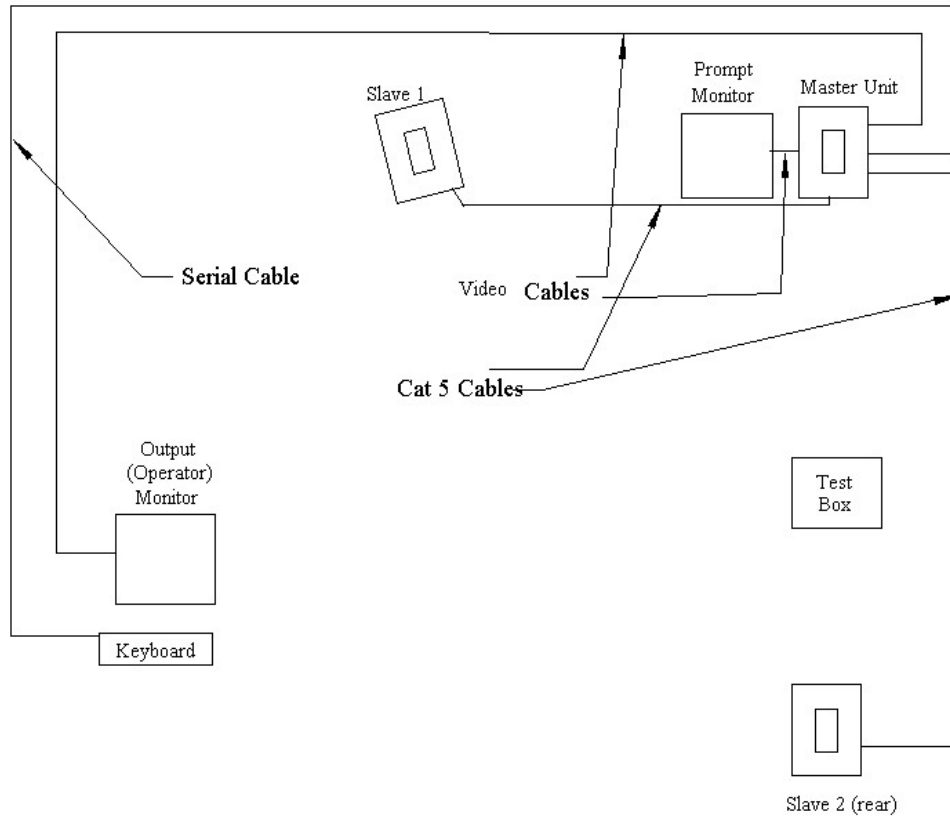 Slave 1
Prompt
Monitor
Master Unit
Serial Cable
Video Cables
Cat 5 Cables
Output
(Operator)
Monitor
Test
Box
Keyboard
Slave 2 (rear)